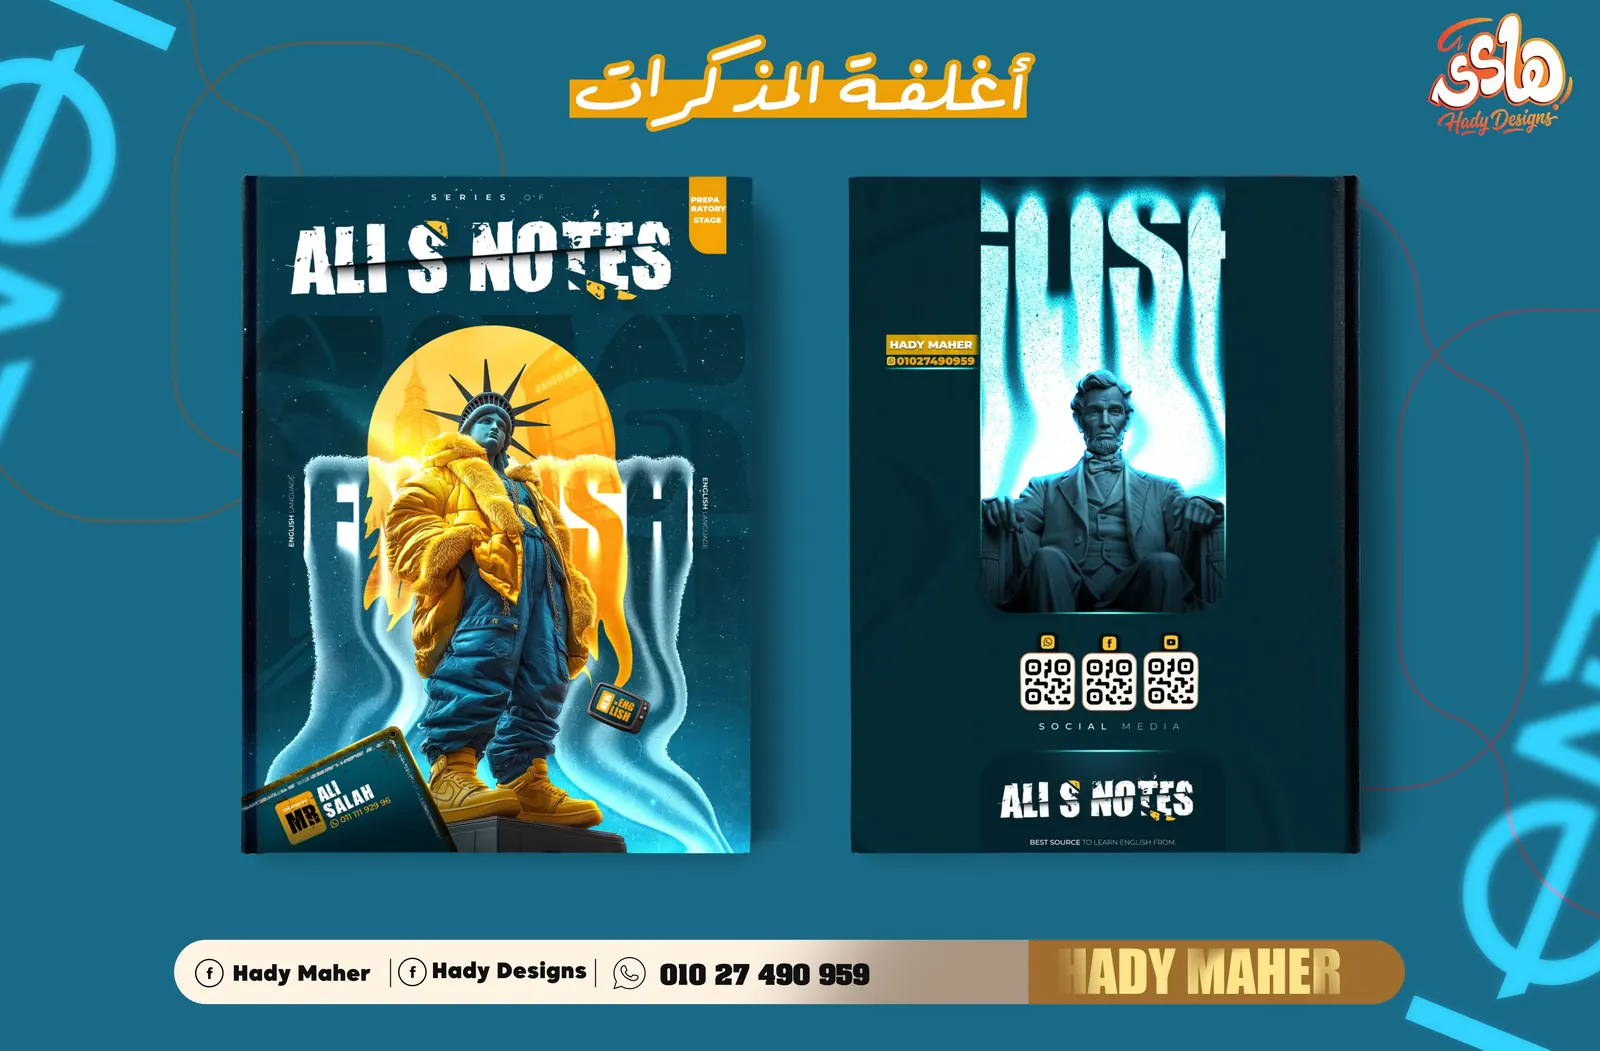 أغلفة المذكرات
هادى
Hady Designs
SERIES OF
ALI S NOTES
PREPA
RATORY
STAGE
ENGLISH LANGUAGE
ENGLISH LANGUAGE
.ENG
LISH
ALI
SALAH
011 111 929 96
HADY MAHER
01027490959
SOCIAL MEDIA
ALI S NOTES
BEST SOURCE TO LEARN ENGLISH FROM
Hady Maher
Hady Designs
010 27 490 959
HADY MAHER